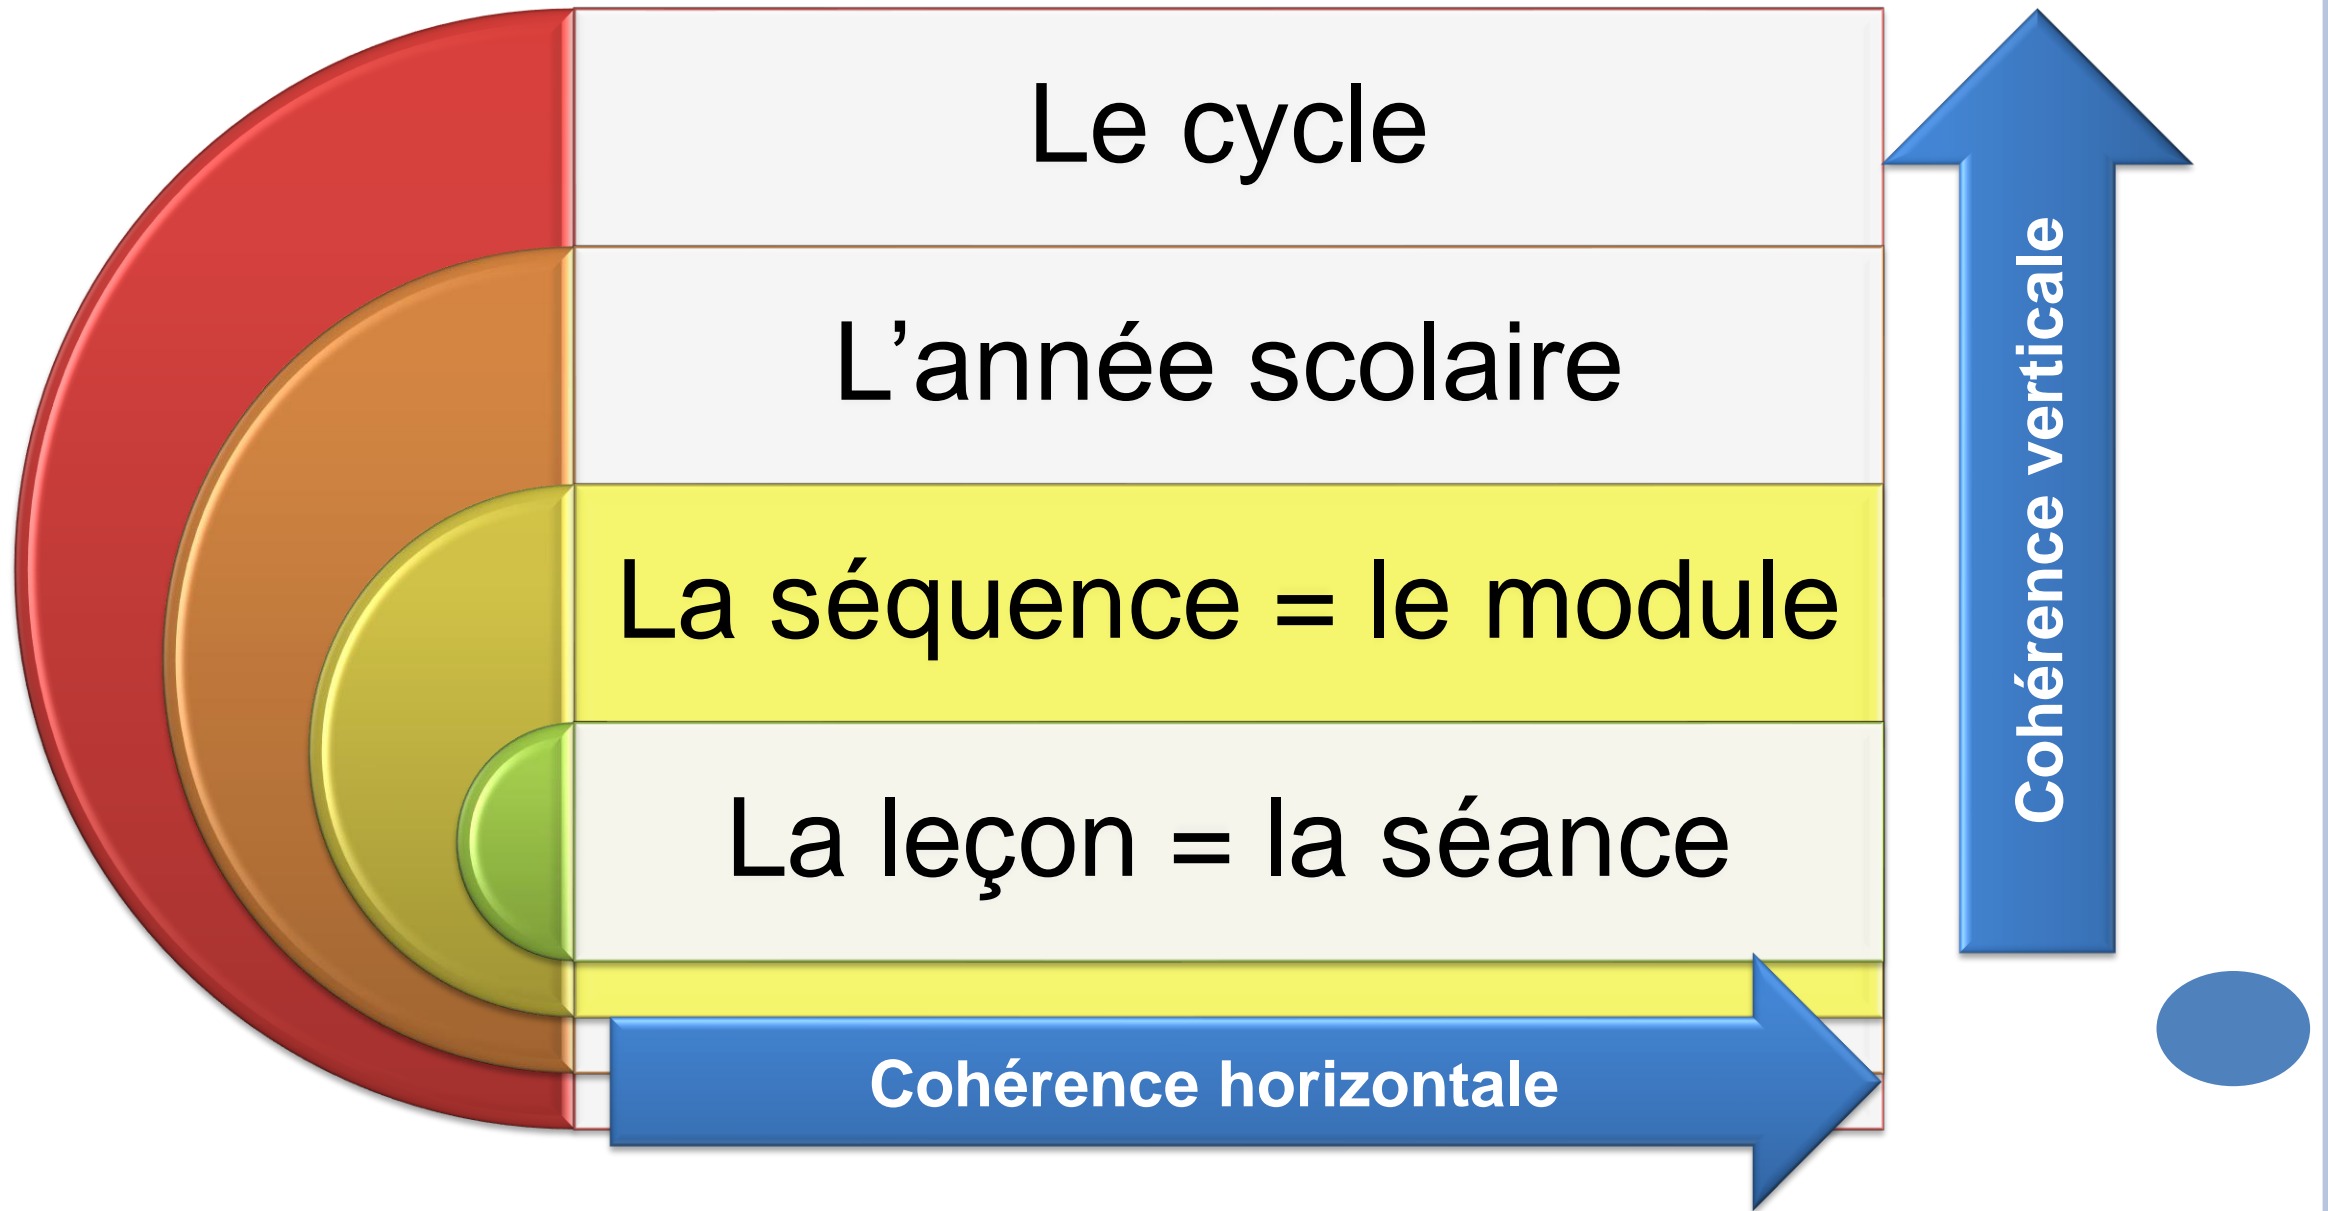 Le cycle
L’année scolaire
La séquence = le module
La leçon = la séance
Cohérence horizontale
Cohérence verticale